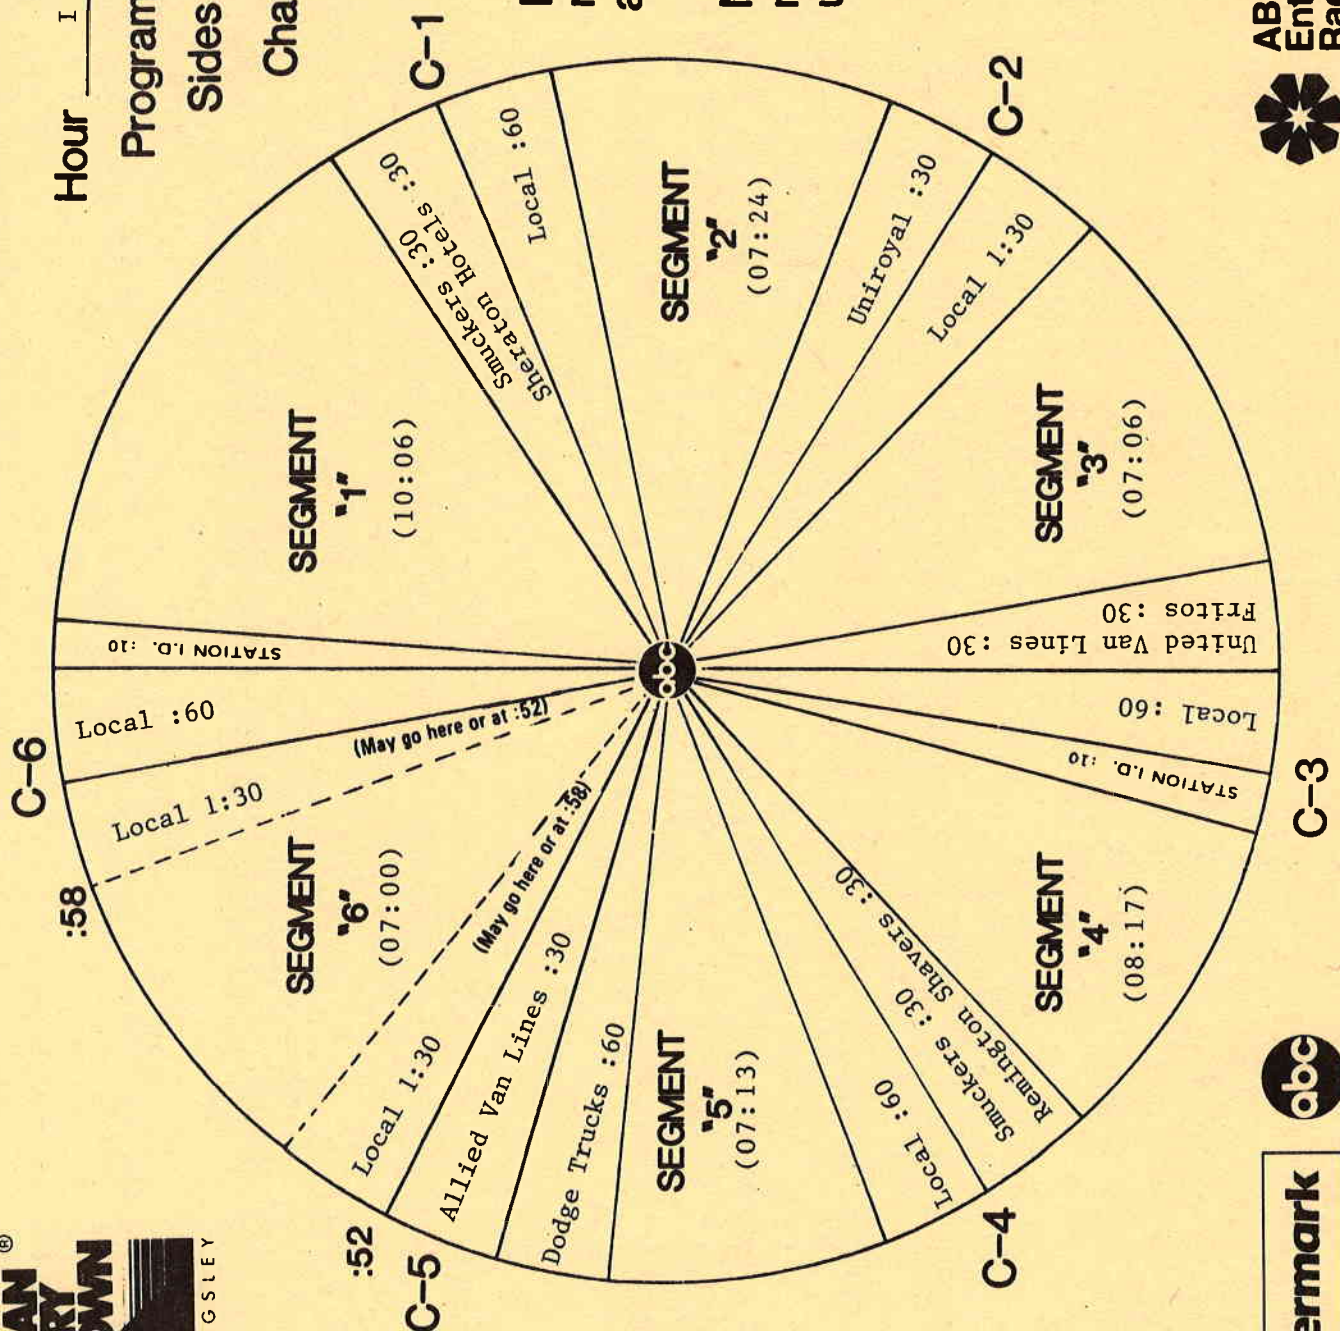 Hour I
Program
Sides
Cha
C-1
Smuckers :30
Sheraton Hotels :30
Local :60
SEGMENT
"1"
(10:06)
SEGMENT
"2"
(07:24)
Uniroyal :30
C-2
Local 1:30
SEGMENT
"3"
(07:06)
Fritos :30
United Van Lines :30
C-3
Local :60
STATION I.D. :10
SEGMENT
"4"
(08:17)
Remington Shavers :30
Smuckers :30
C-4
Local :60
SEGMENT
"5"
(07:13)
Dodge Trucks :60
Allied Van Lines :30
C-5
:52
Local 1:30
(May go here or at :58)
SEGMENT
"6"
(07:00)
:58
Local 1:30
(May go here or at :52)
C-6
Local :60
STATION I.D. :10
abc
AN®
RY
OWN
GSLEY
ermark
abc
AB
Ent
Ra